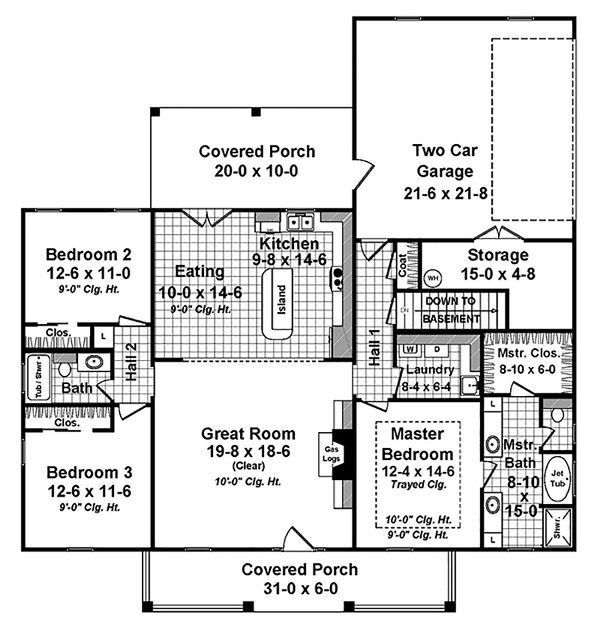 Two Car
Garage
21-6 x 21-8
Covered Porch
20-0 x 10-0
Kitchen
9-8 x 14-6
Eating
10-0 x 14-6
9'-0" Clg. Ht.
Island
Bedroom 2
12-6 x 11-0
9'-0" Clg. Ht.
Clos.
L
Coat
WH
Storage
15-0 x 4-8
DN
DOWN TO
BASEMENT
Hall 1
Hall 2
Tub / Shwr
Bath
Clos.
W
D
Laundry
8-4 x 6-4
Mstr. Clos.
8-10 x 6-0
Great Room
19-8 x 18-6
(Clear)
10'-0" Clg. Ht.
Gas
Logs
Master
Bedroom
12-4 x 14-6
Trayed Clg.
10'-0" Clg. Ht.
9'-0" Clg. Ht.
L
Mstr.
Bath
8-10
x
15-0
Jet
Tub
Shwr.
L
Bedroom 3
12-6 x 11-6
9'-0" Clg. Ht.
Covered Porch
31-0 x 6-0